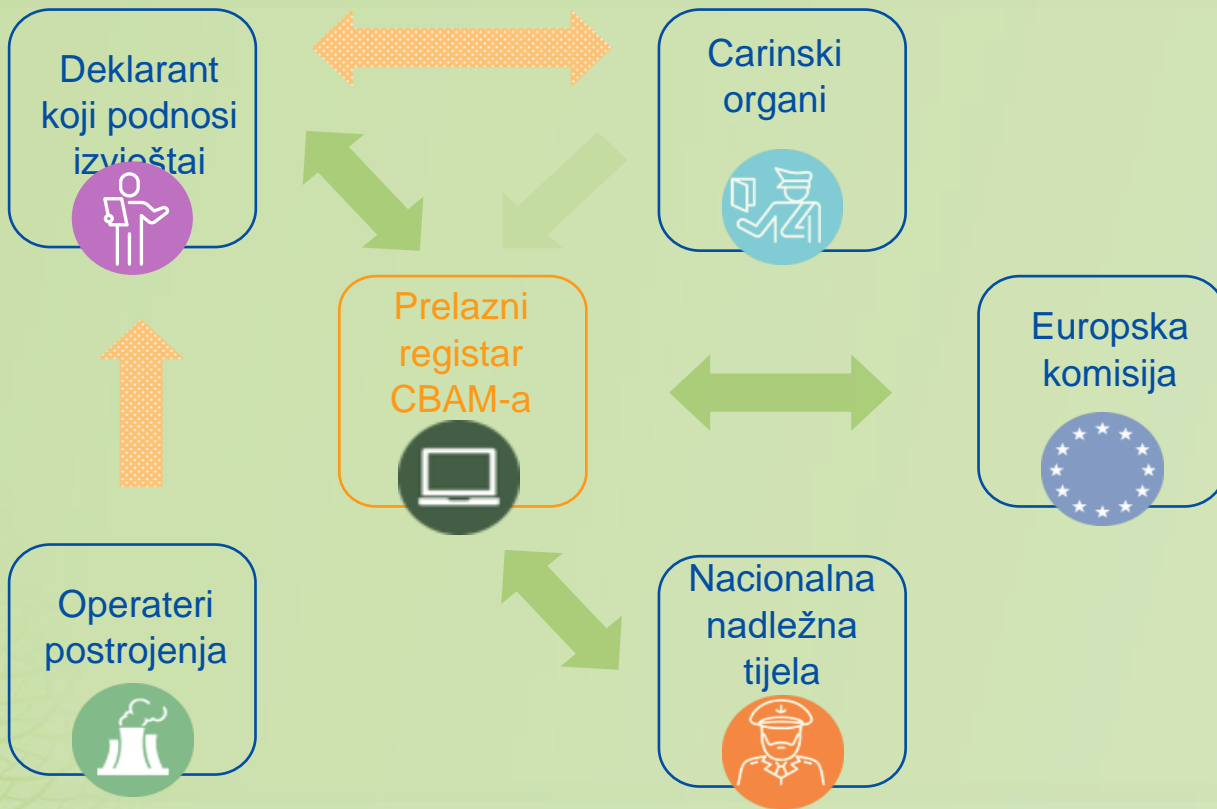 Deklarant
koji podnosi
izvještaj
Carinski
organi
Prelazni
registar
CBAM-a
Europska
komisija
Operateri
postrojenja
Nacionalna
nadležna
tijela